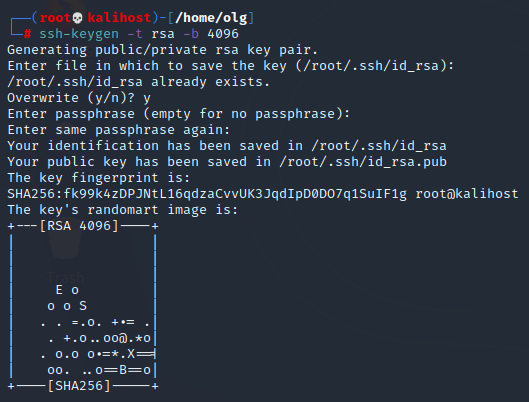 ┌──(root💀kalihost)-[/home/olg]
└─# ssh-keygen -t rsa -b 4096
Generating public/private rsa key pair.
Enter file in which to save the key (/root/.ssh/id_rsa):
/root/.ssh/id_rsa already exists.
Overwrite (y/n)? y
Enter passphrase (empty for no passphrase):
Enter same passphrase again:
Your identification has been saved in /root/.ssh/id_rsa
Your public key has been saved in /root/.ssh/id_rsa.pub
The key fingerprint is:
SHA256:fk99k4zDPJNtL16qdzaCvvUK3JqdIpD0DO7q1SuIF1g root@kalihost
The key's randomart image is:
+---[RSA 4096]----+
|                 |
|                 |
|                 |
|     E o         |
|    o o S        |
|   . . =.o. +*= .|
|    . +.o..oo@.*o|
|   . o.o o*=*.X==|
|    oo. ..o==B==o|
+----[SHA256]-----+
Trash